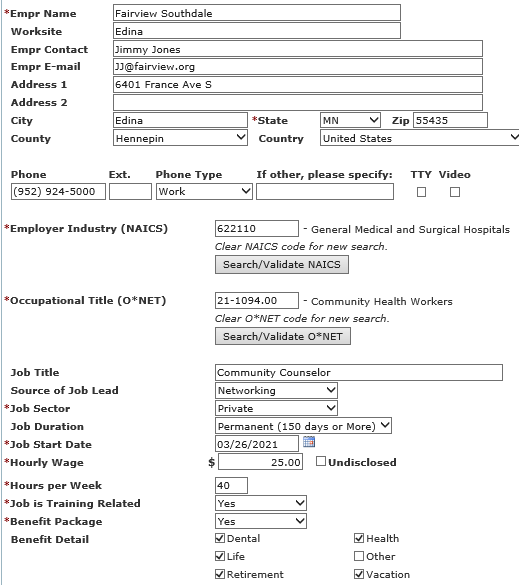 *Empr Name Fairview Southdale
Worksite Edina
Empr Contact Jimmy Jones
Empr E-mail JJ@fairview.org
Address 1 6401 France Ave S
Address 2
City Edina *State MN Zip 55435
County Hennepin Country United States
Phone Ext. Phone Type If other, please specify: TTY Video
(952) 924-5000 Work
*Employer Industry (NAICS) 622110 - General Medical and Surgical Hospitals
Clear NAICS code for new search.
Search/Validate NAICS
*Occupational Title (O*NET) 21-1094.00 - Community Health Workers
Clear O*NET code for new search.
Search/Validate O*NET
Job Title Community Counselor
Source of Job Lead Networking
*Job Sector Private
Job Duration Permanent (150 days or More)
*Job Start Date 03/26/2021
*Hourly Wage $ 25.00 Undisclosed
*Hours per Week 40
*Job is Training Related Yes
*Benefit Package Yes
Benefit Detail Dental Health
Life Other
Retirement Vacation